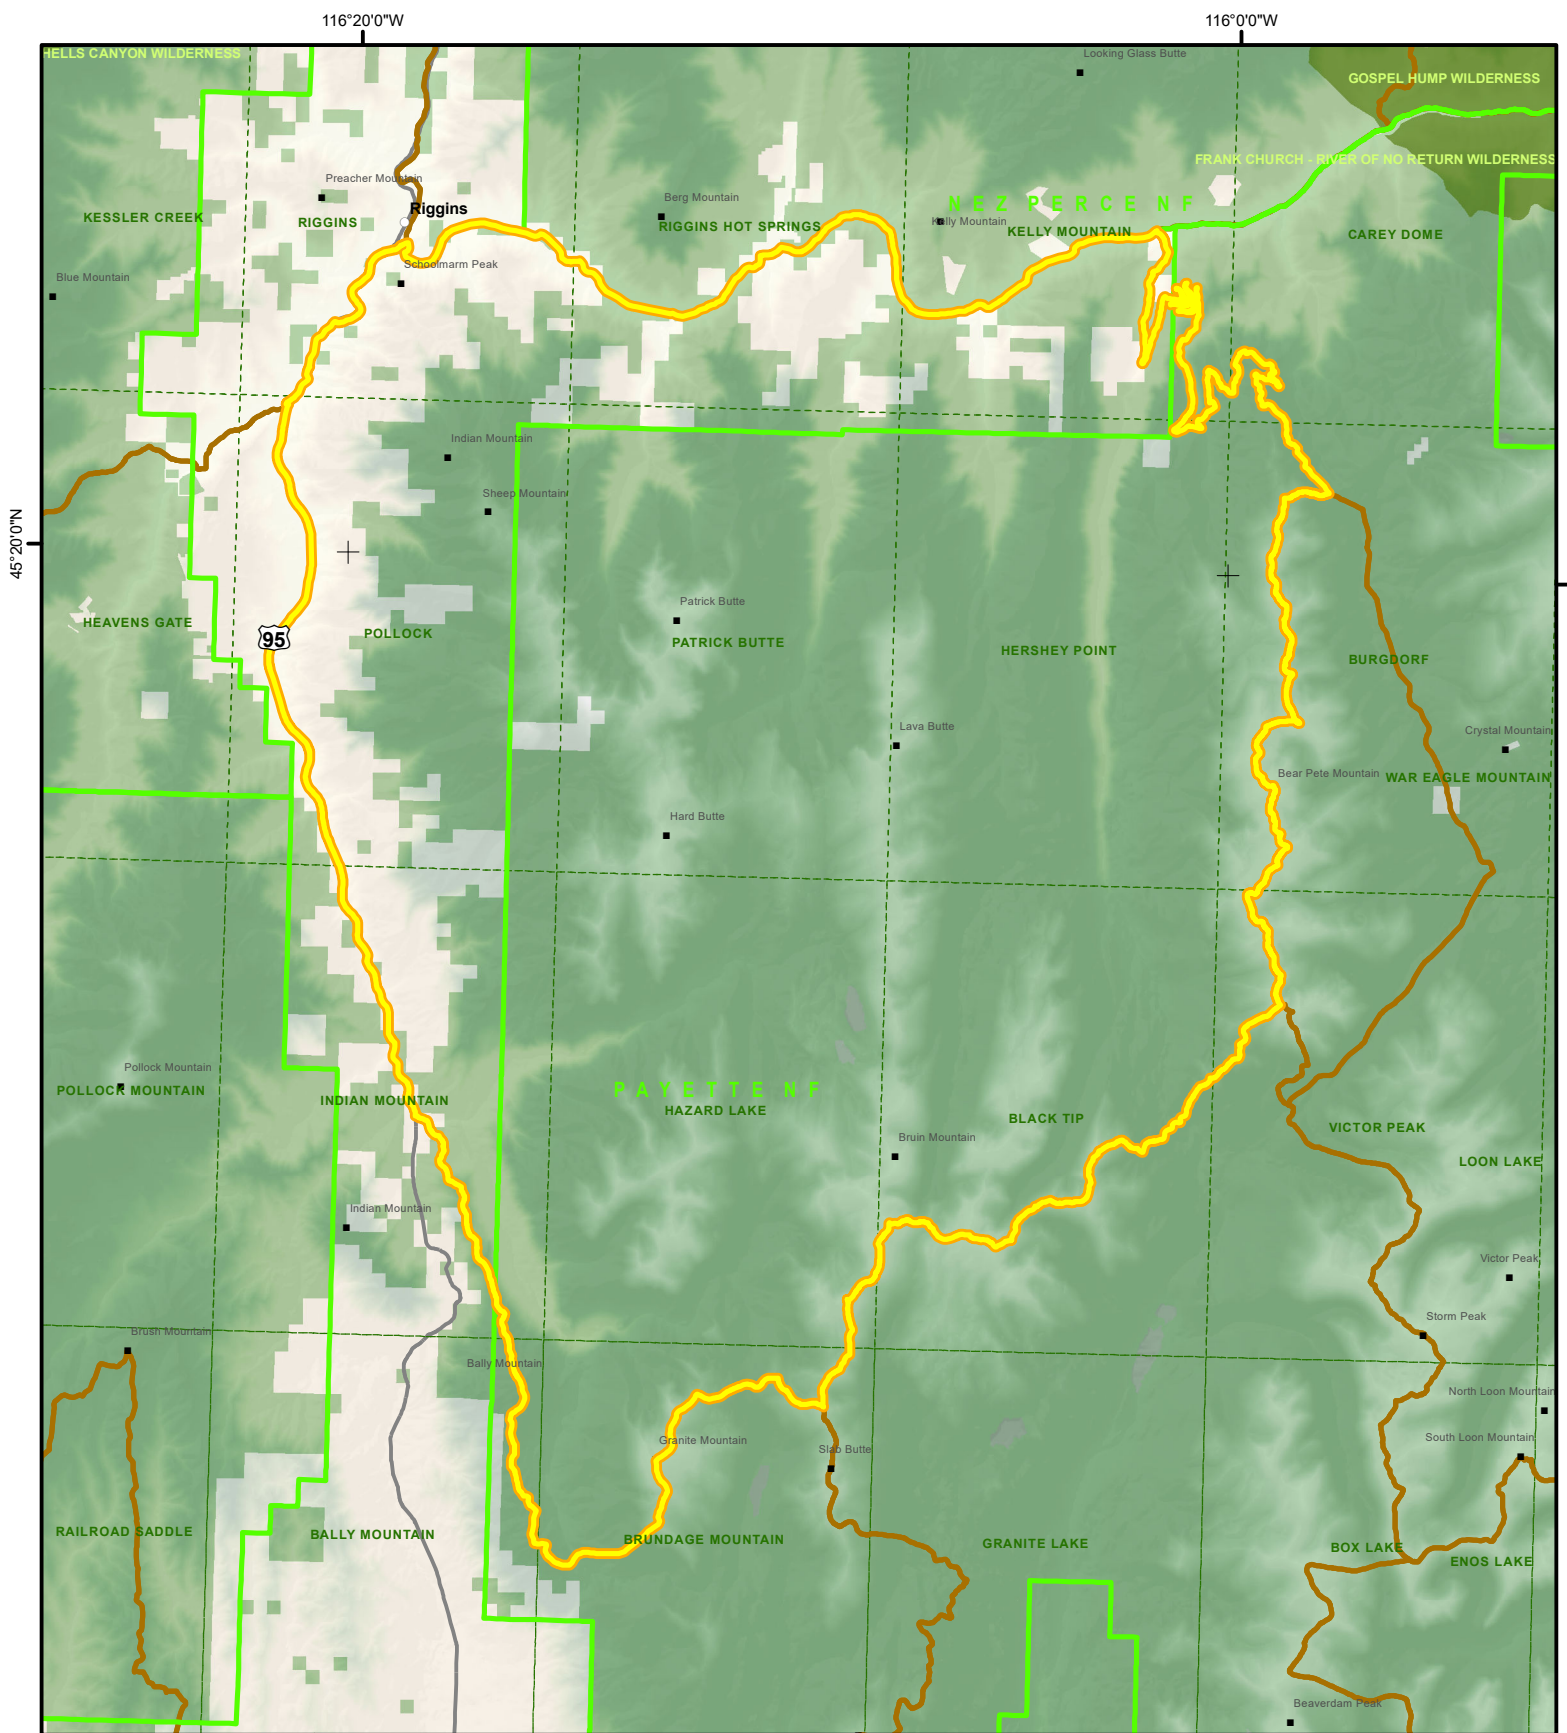 116°20'0"W
116°0'0"W
HELLS CANYON WILDERNESS
Looking Glass Butte
GOSPEL HUMP WILDERNESS
FRANK CHURCH - RIVER OF NO RETURN WILDERNESS
Preacher Mountain
Riggins
KESSLER CREEK
RIGGINS
Berg Mountain
RIGGINS HOT SPRINGS
NEZ PERCE NF
Kelly Mountain
KELLY MOUNTAIN
CAREY DOME
Blue Mountain
Schoolmarm Peak
Indian Mountain
Sheep Mountain
45°20'0"N
Patrick Butte
HEAVENS GATE
95
POLLOCK
PATRICK BUTTE
HERSHEY POINT
BURGDORF
Lava Butte
Crystal Mountain
Bear Pete Mountain
WAR EAGLE MOUNTAIN
Hard Butte
Pollock Mountain
POLLOCK MOUNTAIN
INDIAN MOUNTAIN
PAYETTE NF
HAZARD LAKE
BLACK TIP
VICTOR PEAK
Bruin Mountain
LOON LAKE
Indian Mountain
Victor Peak
Storm Peak
Brush Mountain
Bally Mountain
North Loon Mountain
Granite Mountain
Slab Butte
South Loon Mountain
RAILROAD SADDLE
BALLY MOUNTAIN
BRUNDAGE MOUNTAIN
GRANITE LAKE
BOX LAKE
ENOS LAKE
Beaverdam Peak